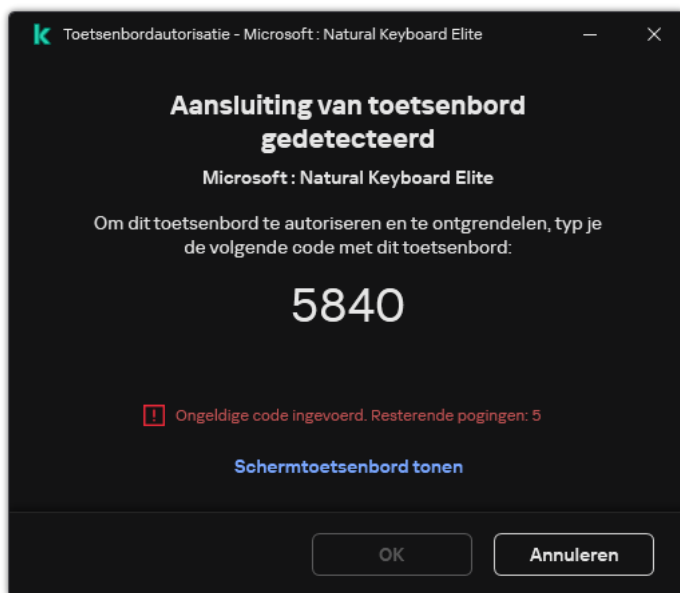 Toetsenbordautorisatie - Microsoft : Natural Keyboard Elite
Aansluiting van toetsenbord
gedetecteerd
Microsoft : Natural Keyboard Elite
Om dit toetsenbord te autoriseren en te ontgrendelen, typ je
de volgende code met dit toetsenbord:
5840
Ongeldige code ingevoerd. Resterende pogingen: 5
Schermtoetsenbord tonen
OK
Annuleren